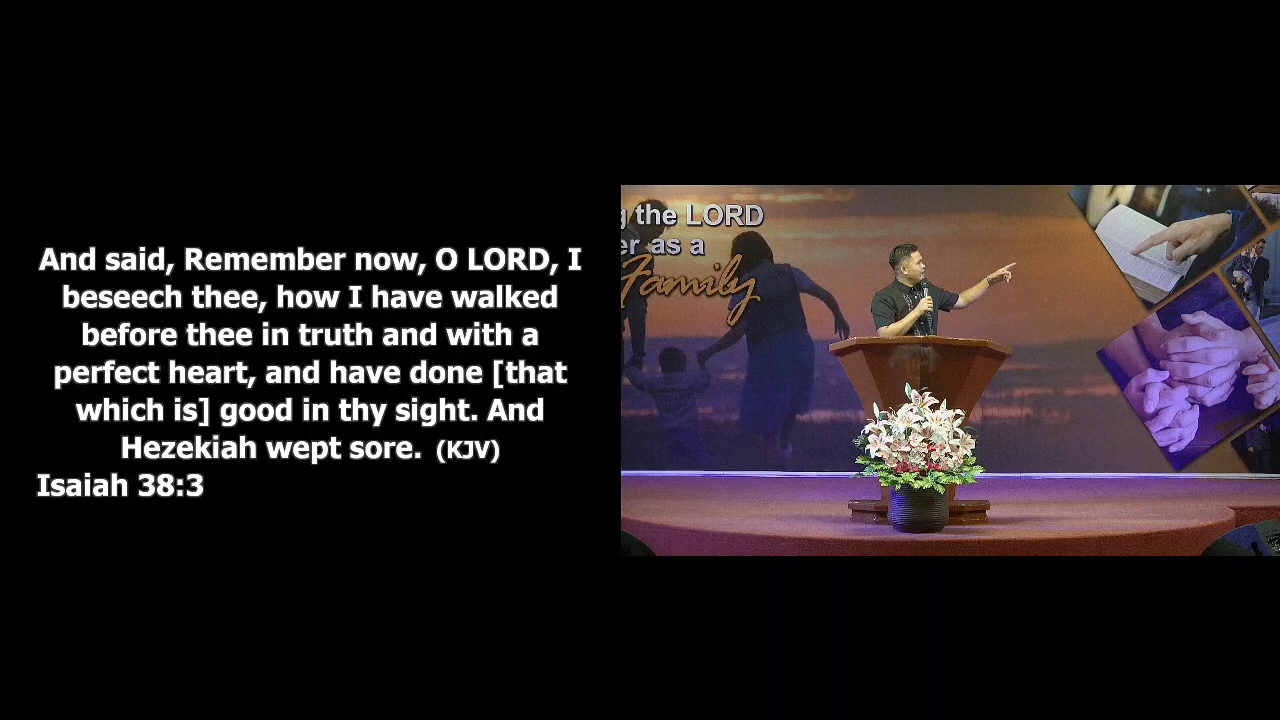 And said, Remember now, O LORD, I
beseech thee, how I have walked
before thee in truth and with a
perfect heart, and have done [that
which is] good in thy sight. And
Hezekiah wept sore. (KJV)
Isaiah 38:3
g the LORD
er as a
Family